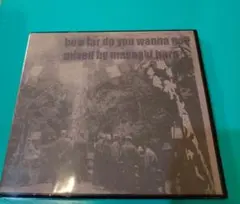 how far do you wanna go?
mixed by masaaki hara